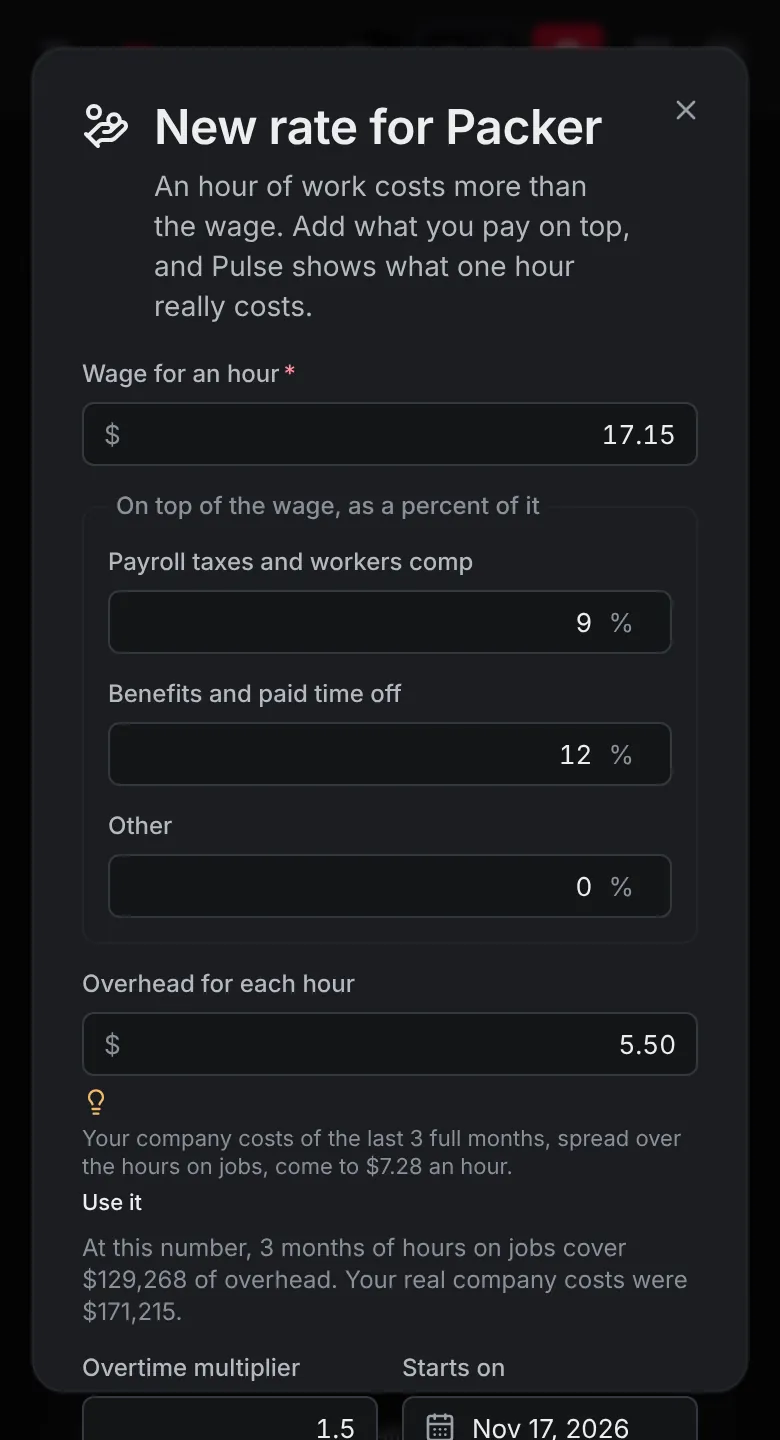 New rate for Packer
An hour of work costs more than
the wage. Add what you pay on top,
and Pulse shows what one hour
really costs.
Wage for an hour *
$ 17.15
On top of the wage, as a percent of it
Payroll taxes and workers comp
9 %
Benefits and paid time off
12 %
Other
0 %
Overhead for each hour
$ 5.50
Your company costs of the last 3 full months, spread over
the hours on jobs, come to $7.28 an hour.
Use it
At this number, 3 months of hours on jobs cover
$129,268 of overhead. Your real company costs were
$171,215.
Overtime multiplier Starts on
1.5 Nov 17, 2026